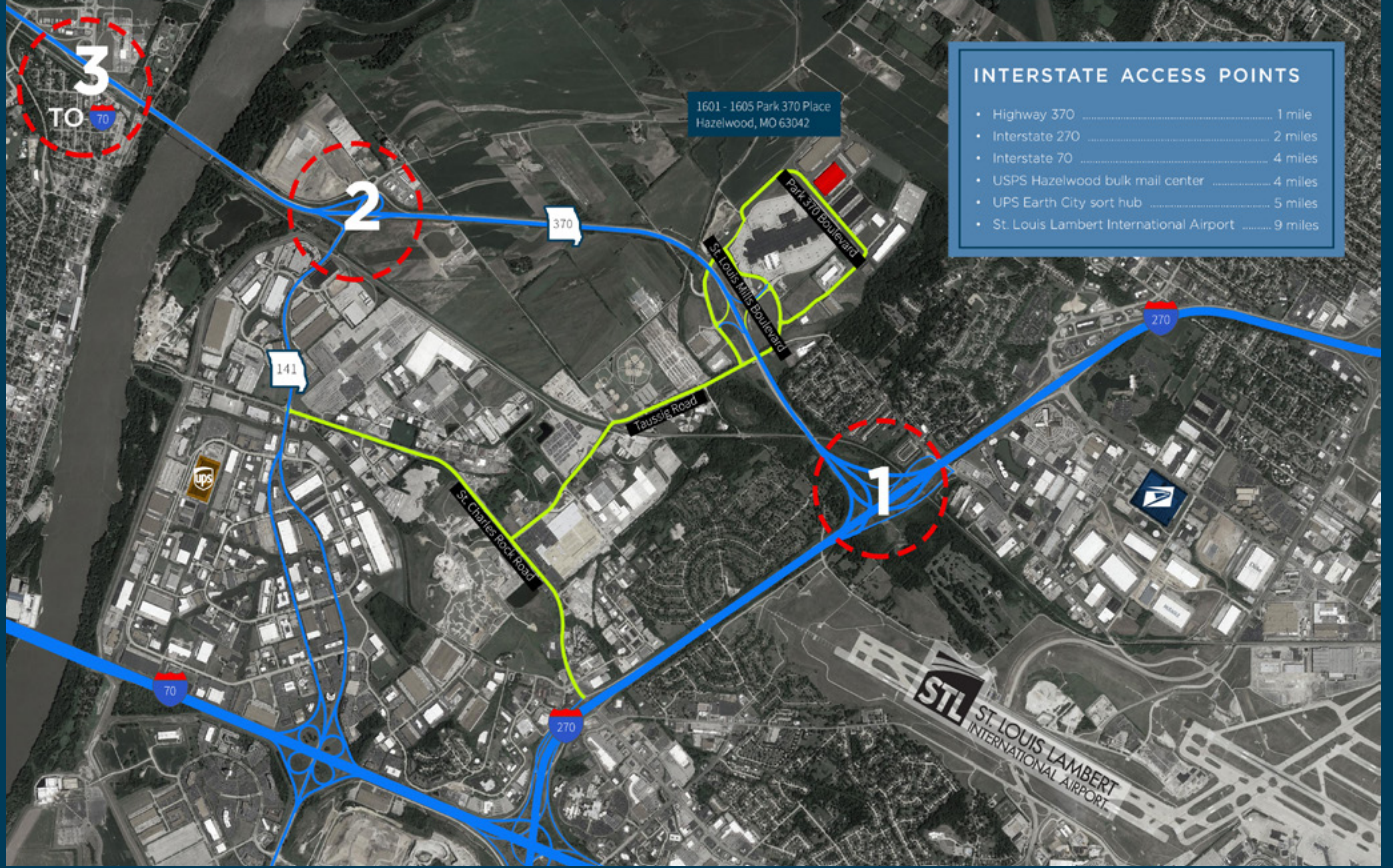 3
TO 70
1601 - 1605 Park 370 Place
Hazelwood, MO 63042
INTERSTATE ACCESS POINTS
• Highway 370 ........ 1 mile
• Interstate 270 ........ 2 miles
• Interstate 70 ........ 4 miles
• USPS Hazelwood bulk mail center ........ 4 miles
• UPS Earth City sort hub ........ 5 miles
• St. Louis Lambert International Airport ........ 9 miles
2
370
Park 370 Boulevard
St. Louis Mills Boulevard
270
141
Taussig Road
ups
St. Charles Rock Road
1
70
270
STL
ST. LOUIS LAMBERT
INTERNATIONAL AIRPORT